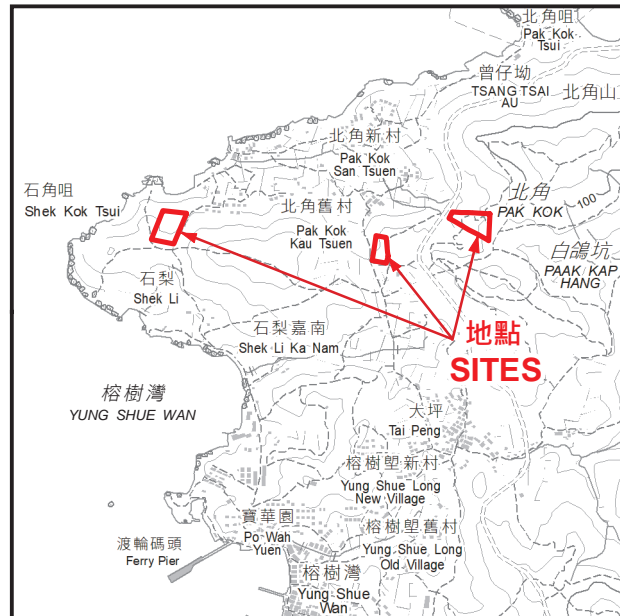 北角咀
Pak Kok
Tsui
曾仔坳
TSANG TSAI
AU
北角山
北角新村
Pak Kok
San Tsuen
石角咀
Shek Kok Tsui
北角舊村
Pak Kok
Kau Tsuen
北角
PAK KOK
100
白鴿坑
PAAK KAP
HANG
石梨
Shek Li
石梨嘉南
Shek Li Ka Nam
地點
SITES
榕樹灣
YUNG SHUE WAN
大坪
Tai Peng
榕樹塱新村
Yung Shue Long
New Village
寶華園
Po Wah
Yuen
榕樹塱舊村
Yung Shue Long
Old Village
渡輪碼頭
Ferry Pier
榕樹灣
Yung Shue
Wan